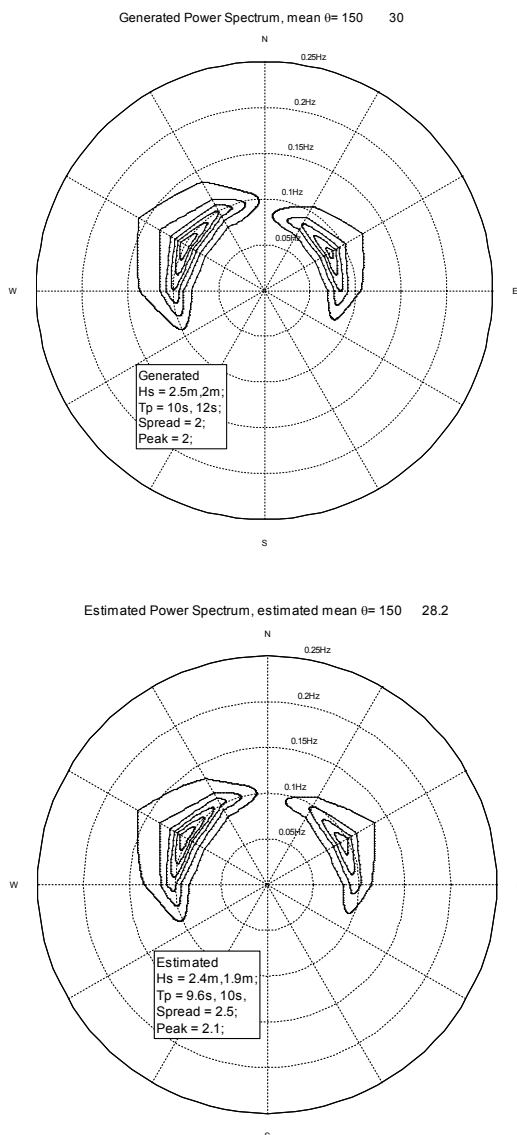 Generated Power Spectrum, mean θ= 150 30
N
0.25Hz
0.2Hz
0.15Hz
0.1Hz
0.05Hz
W
E
Generated
Hs = 2.5m,2m;
Tp = 10s, 12s;
Spread = 2;
Peak = 2;
S
Estimated Power Spectrum, estimated mean θ= 150 28.2
N
0.25Hz
0.2Hz
0.15Hz
0.1Hz
0.05Hz
W
Estimated
Hs = 2.4m,1.9m;
Tp = 9.6s, 10s,
Spread = 2.5;
Peak = 2.1;